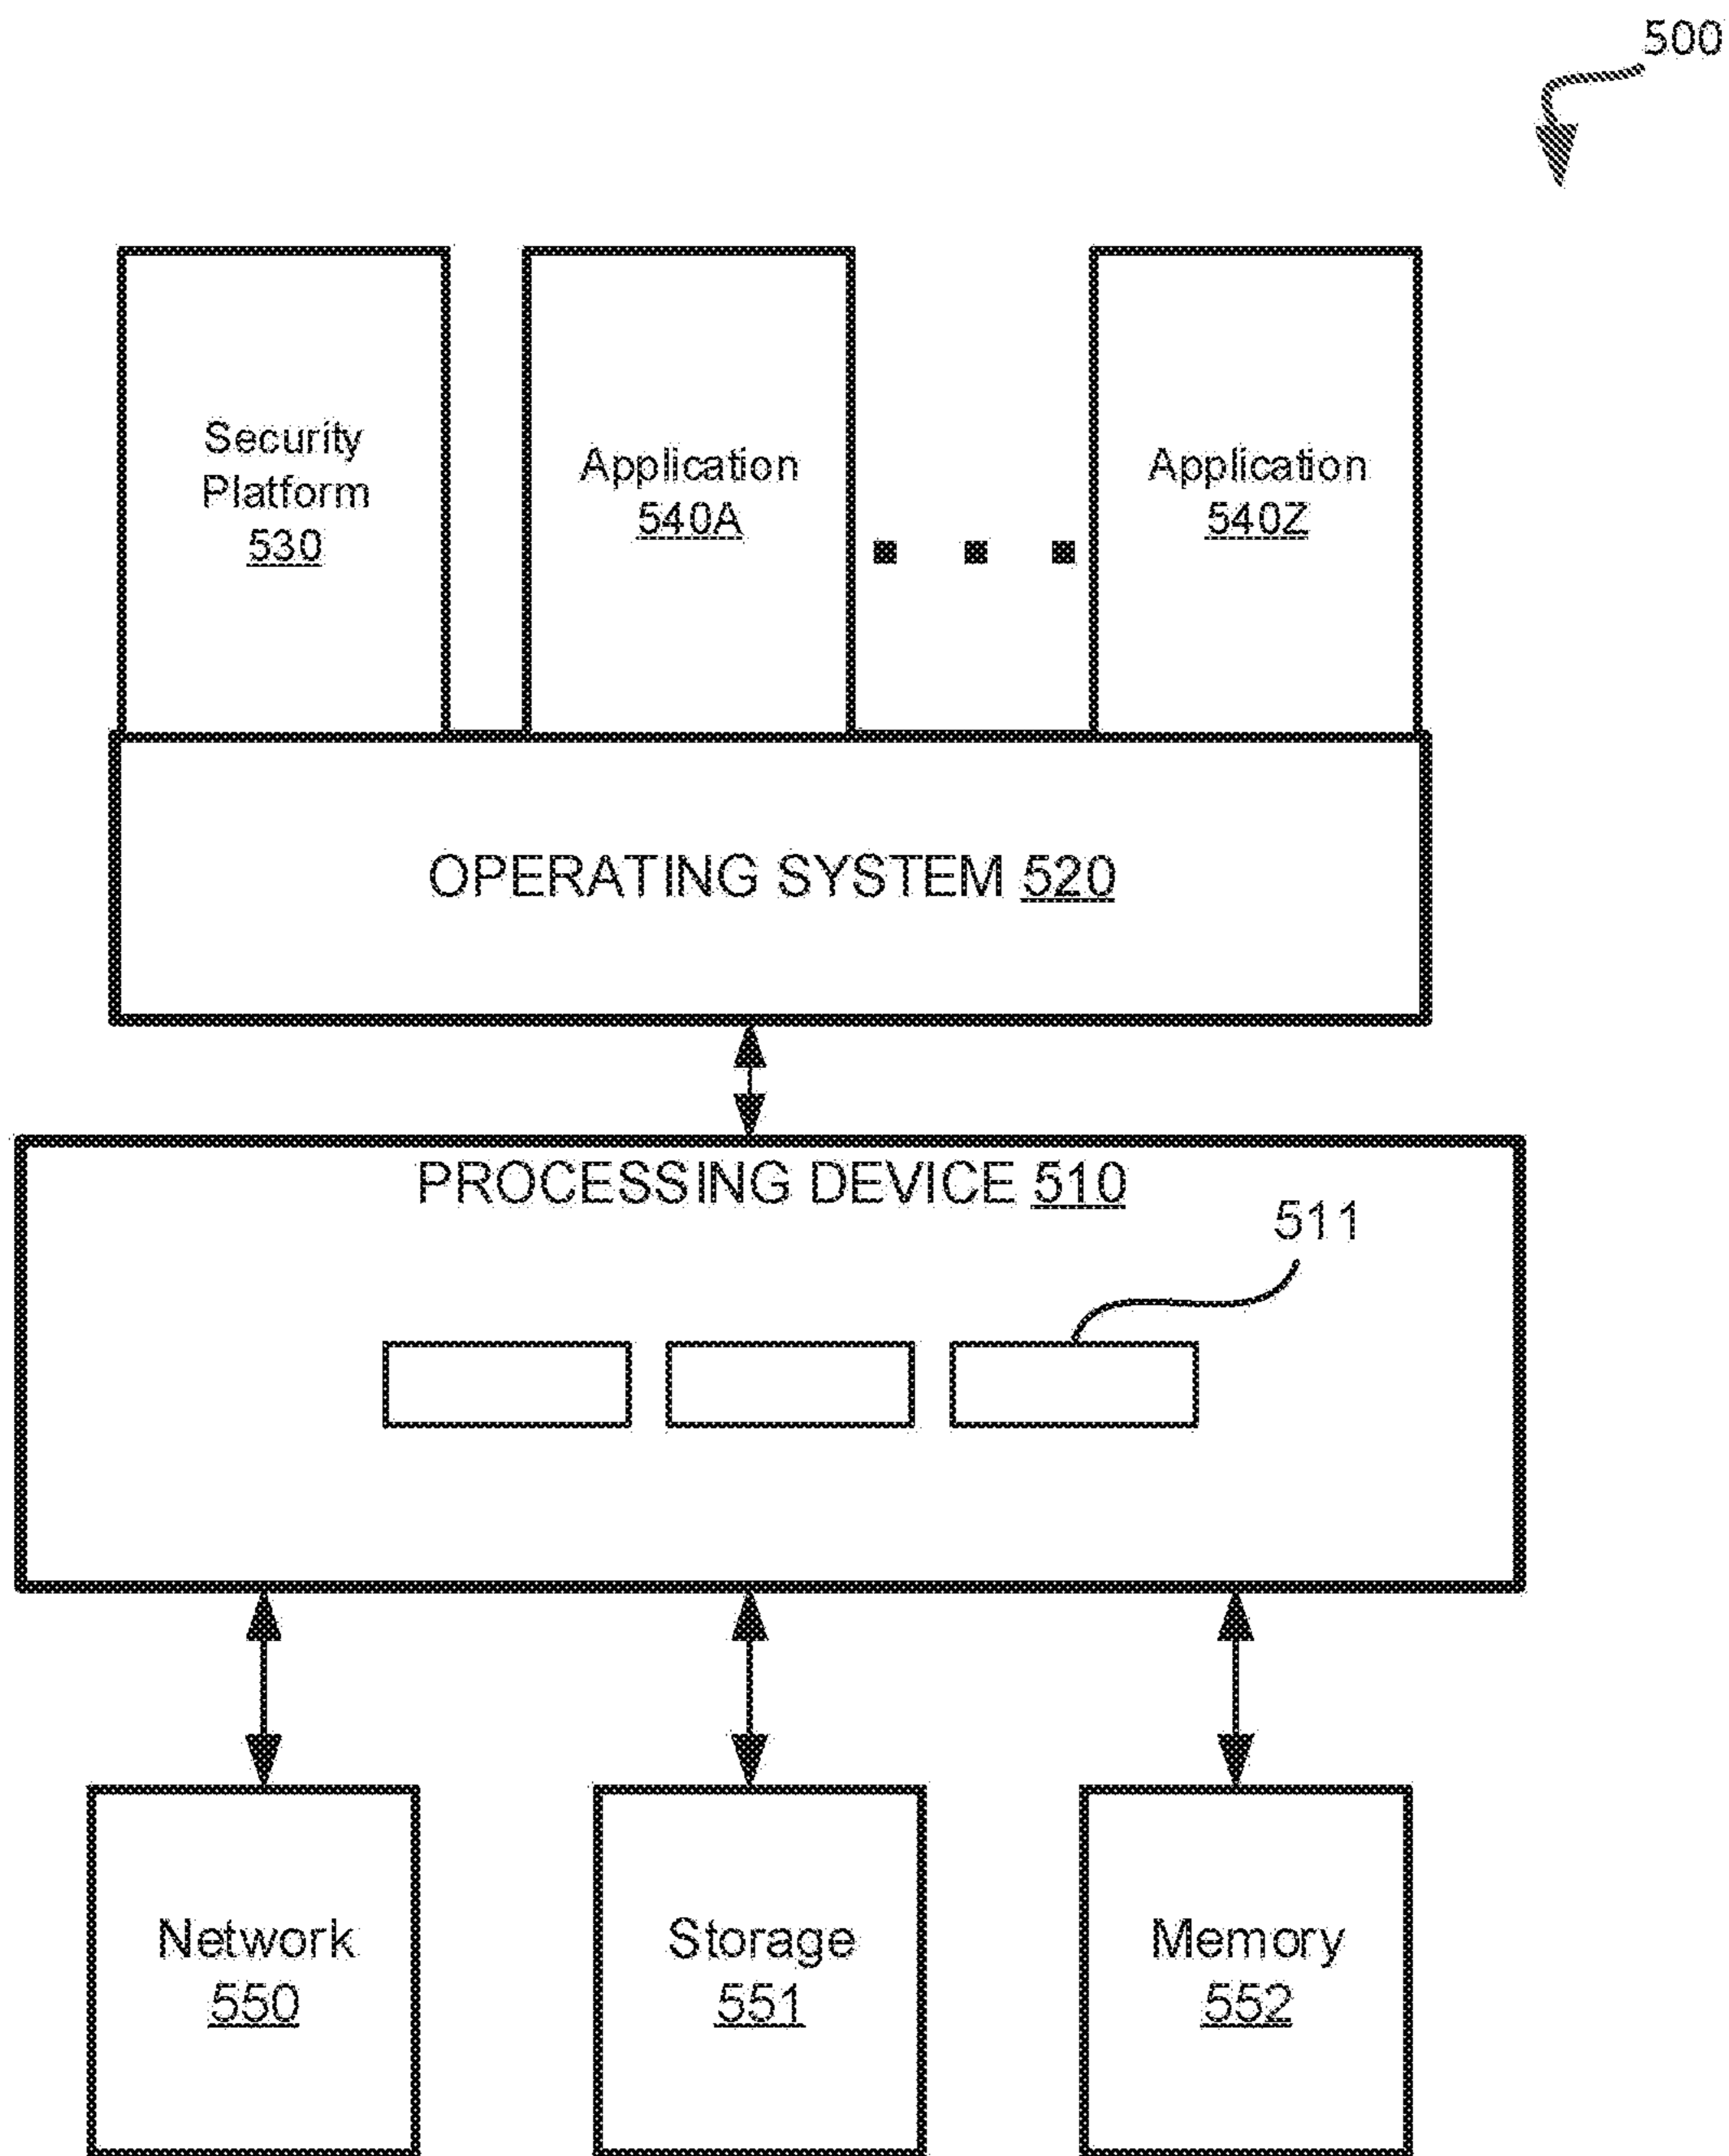 500
Security
Platform
530
Application
540A
Application
540Z
OPERATING SYSTEM 520
PROCESSING DEVICE 510
511
Network
550
Storage
551
Memory
552